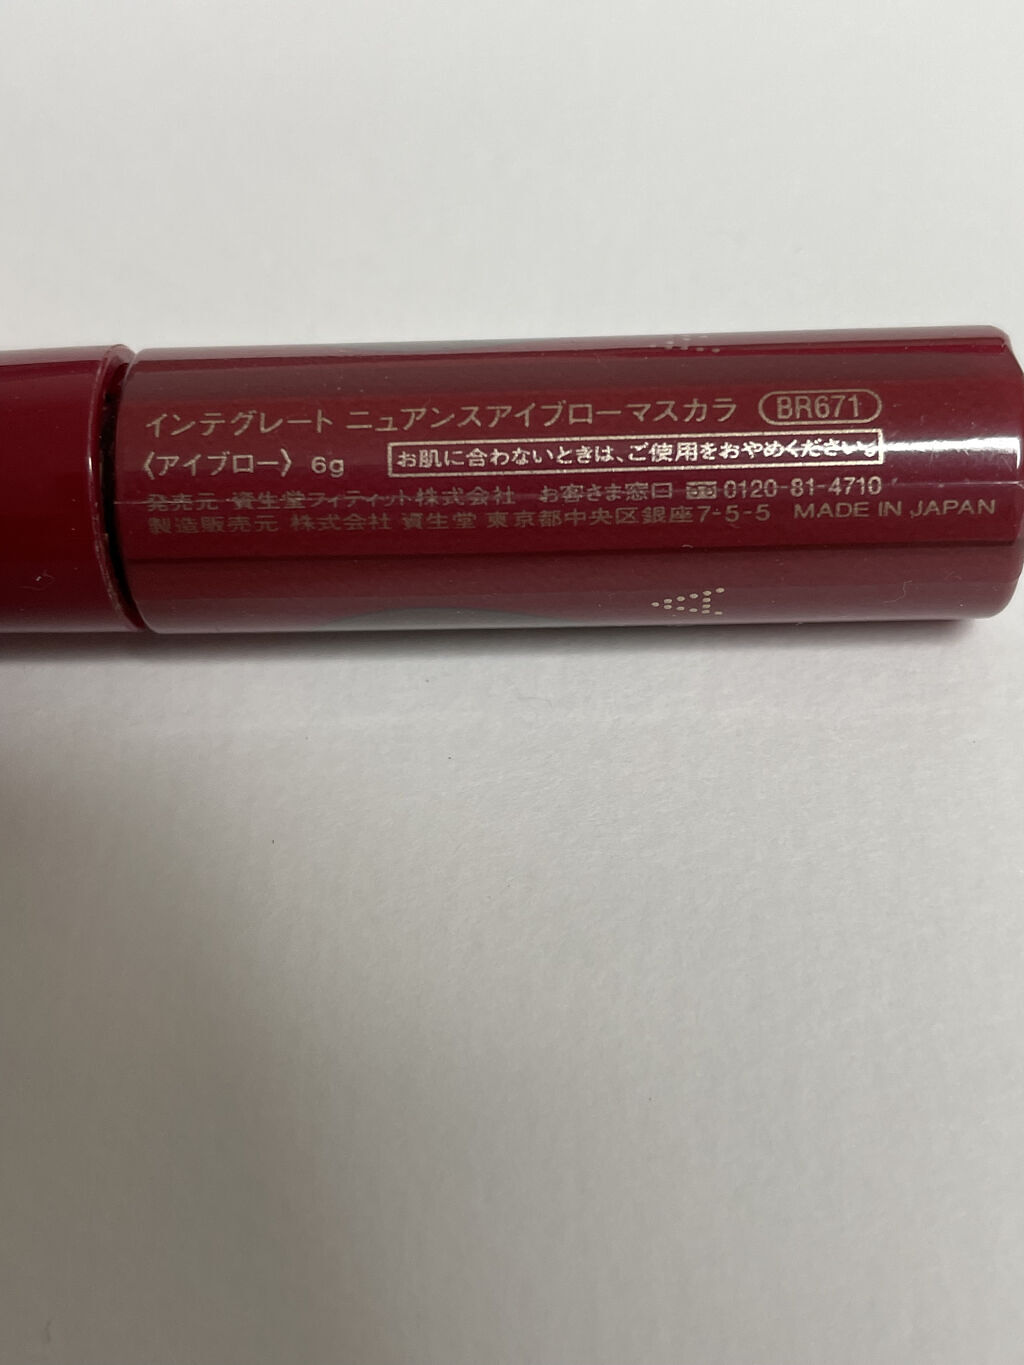 インテグレート ニュアンスアイブローマスカラ BR671
〈アイブロー〉 6g お肌に合わないときは、ご使用をおやめください。
発売元 資生堂フィティット株式会社 お客さま窓口 0120-81-4710
製造販売元 株式会社 資生堂 東京都中央区銀座7-5-5 MADE IN JAPAN